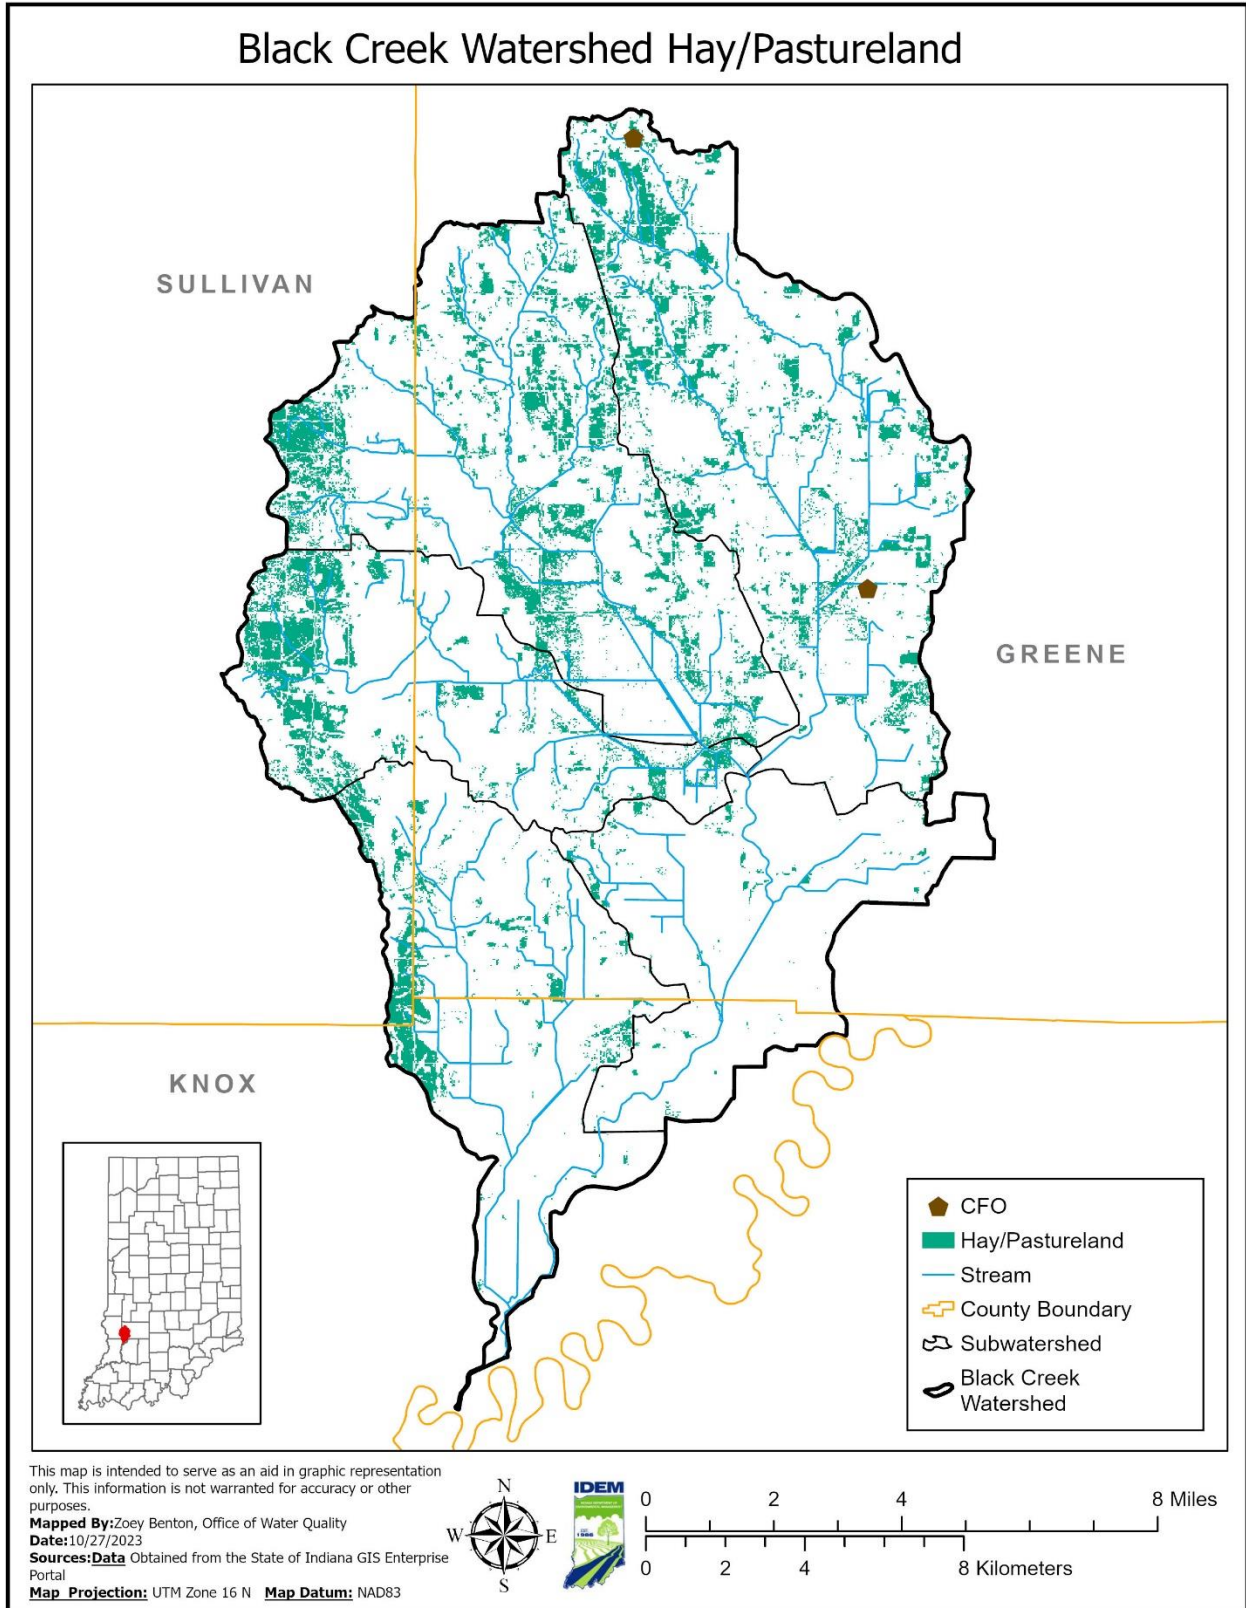 Black Creek Watershed Hay/Pastureland
SULLIVAN
GREENE
KNOX
CFO
Hay/Pastureland
Stream
County Boundary
Subwatershed
Black Creek
Watershed
This map is intended to serve as an aid in graphic representation
only. This information is not warranted for accuracy or other
purposes.
Mapped By:Zoey Benton, Office of Water Quality
Date:10/27/2023
Sources:Data Obtained from the State of Indiana GIS Enterprise
Portal
Map Projection: UTM Zone 16 N Map Datum: NAD83
N
W E
S
IDEM
0 2 4 8 Miles
0 2 4 8 Kilometers